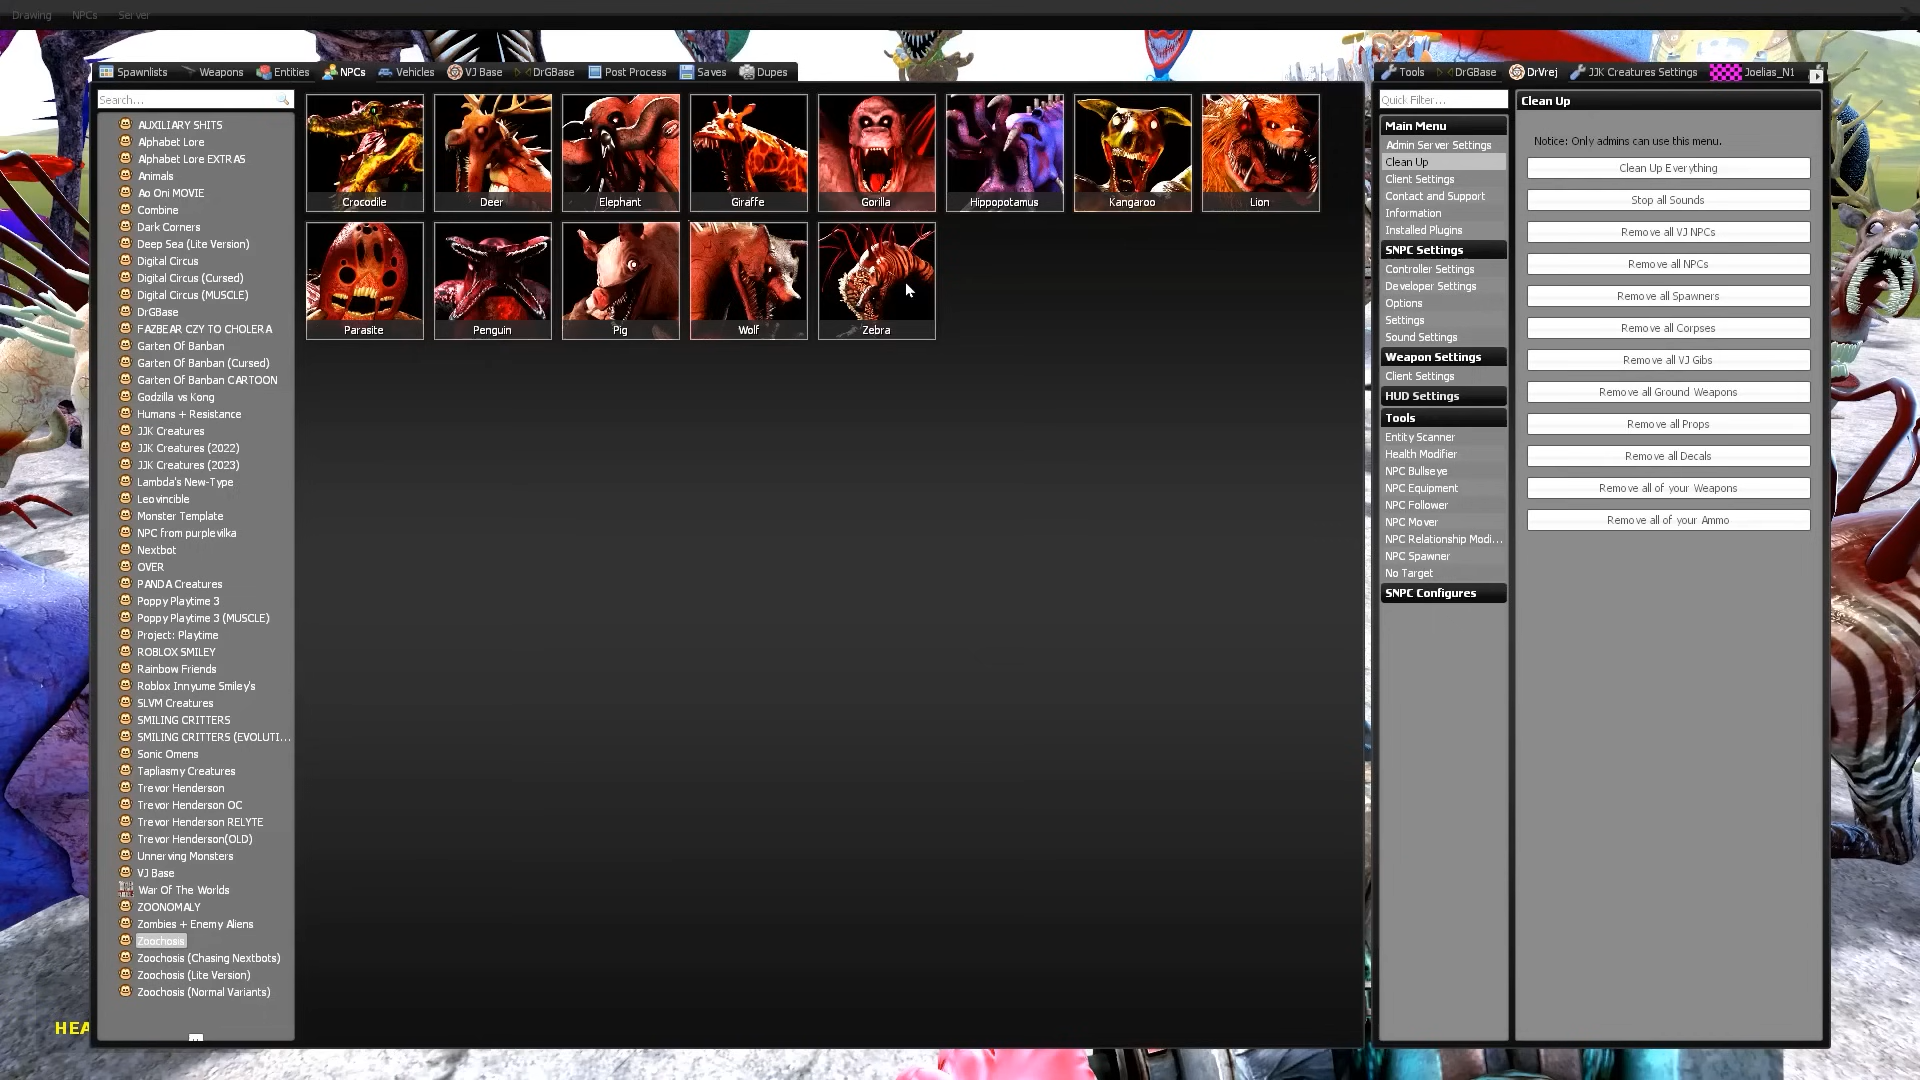 Drawing NPCs Server
Spawnlists Weapons Entities NPCs Vehicles VJ Base DrGBase Post Process Saves Dupes
Search...
AUXILIARY SHITS
Alphabet Lore
Alphabet Lore EXTRAS
Animals
Ao Oni MOVIE
Combine
Dark Corners
Deep Sea (Lite Version)
Digital Circus
Digital Circus (Cursed)
Digital Circus (MUSCLE)
DrGBase
FAZBEAR CZY TO CHOLERA
Garten Of Banban
Garten Of Banban (Cursed)
Garten Of Banban CARTOON
Godzilla vs Kong
Humans + Resistance
JJK Creatures
JJK Creatures (2022)
JJK Creatures (2023)
Lambda's New-Type
Leovincible
Monster Template
NPC from purplevilka
Nextbot
OVER
PANDA Creatures
Poppy Playtime 3
Poppy Playtime 3 (MUSCLE)
Project: Playtime
ROBLOX SMILEY
Rainbow Friends
Roblox Innyume Smiley's
SLVM Creatures
SMILING CRITTERS
SMILING CRITTERS (EVOLUTI...
Sonic Omens
Tapliasmy Creatures
Trevor Henderson
Trevor Henderson OC
Trevor Henderson RELYTE
Trevor Henderson(OLD)
Unnerving Monsters
VJ Base
War Of The Worlds
ZOONOMALY
Zombies + Enemy Aliens
Zoochosis
Zoochosis (Chasing Nextbots)
Zoochosis (Lite Version)
Zoochosis (Normal Variants)
HEA
Crocodile Deer Elephant Giraffe Gorilla Hippopotamus Kangaroo Lion
Parasite Penguin Pig Wolf Zebra
Tools DrGBase DrVrej JJK Creatures Settings Joelias_N1
Quick Filter...
Main Menu
Admin Server Settings
Clean Up
Client Settings
Contact and Support
Information
Installed Plugins
SNPC Settings
Controller Settings
Developer Settings
Options
Settings
Sound Settings
Weapon Settings
Client Settings
HUD Settings
Tools
Entity Scanner
Health Modifier
NPC Bullseye
NPC Equipment
NPC Follower
NPC Mover
NPC Relationship Modi...
NPC Spawner
No Target
SNPC Configures
Clean Up
Notice: Only admins can use this menu.
Clean Up Everything
Stop all Sounds
Remove all VJ NPCs
Remove all NPCs
Remove all Spawners
Remove all Corpses
Remove all VJ Gibs
Remove all Ground Weapons
Remove all Props
Remove all Decals
Remove all of your Weapons
Remove all of your Ammo